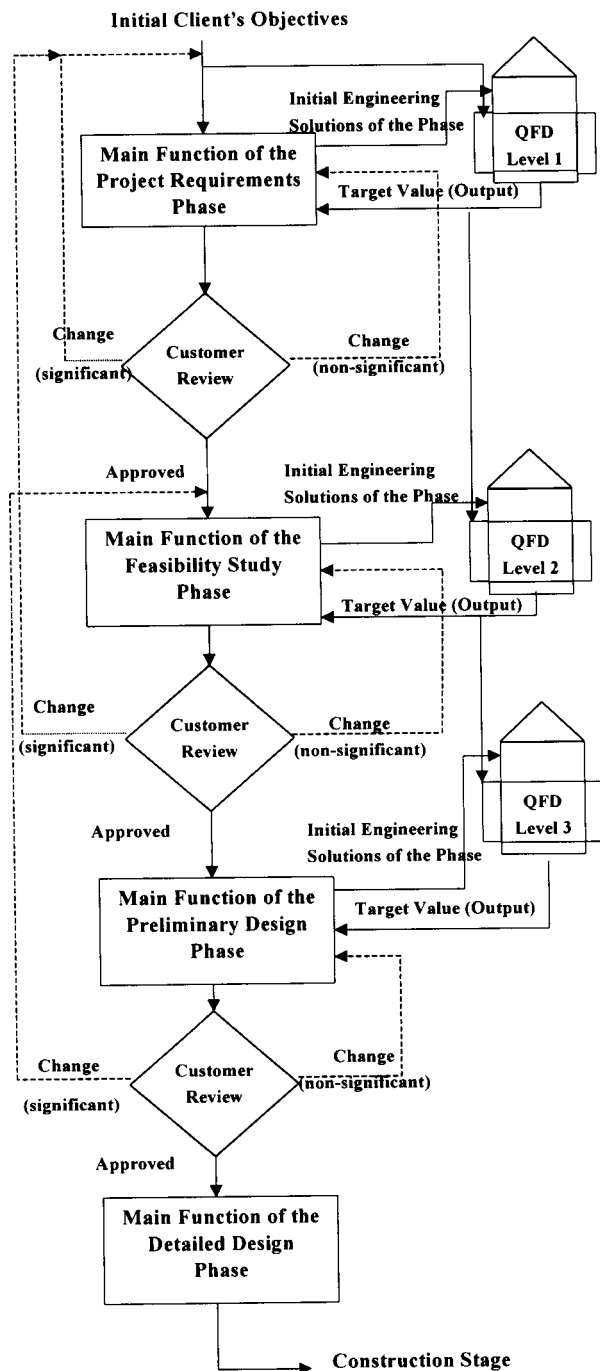 Initial Client's Objectives
Initial Engineering
Solutions of the Phase
QFD
Level 1
Main Function of the
Project Requirements
Phase
Target Value (Output)
Change
(significant)
Customer
Review
Change
(non-significant)
Approved
Initial Engineering
Solutions of the Phase
QFD
Level 2
Main Function of the
Feasibility Study
Phase
Target Value (Output)
Change
(significant)
Customer
Review
Change
(non-significant)
Approved
Initial Engineering
Solutions of the Phase
QFD
Level 3
Main Function of the
Preliminary Design
Phase
Target Value (Output)
Change
(significant)
Customer
Review
Change
(non-significant)
Approved
Main Function of the
Detailed Design
Phase
Construction Stage